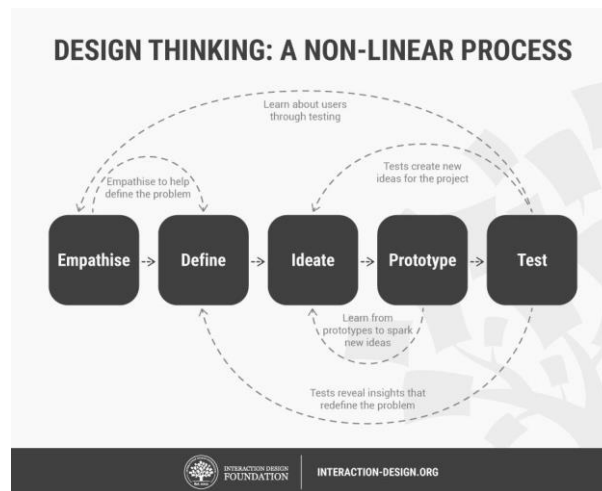 DESIGN THINKING: A NON-LINEAR PROCESS
Learn about users
through testing
Empathise to help
define the problem
Tests create new
ideas for the project
Empathise
Define
Ideate
Prototype
Test
Learn from
prototypes to spark
new ideas
Tests reveal insights that
redefine the problem
INTERACTION DESIGN
FOUNDATION
INTERACTION-DESIGN.ORG